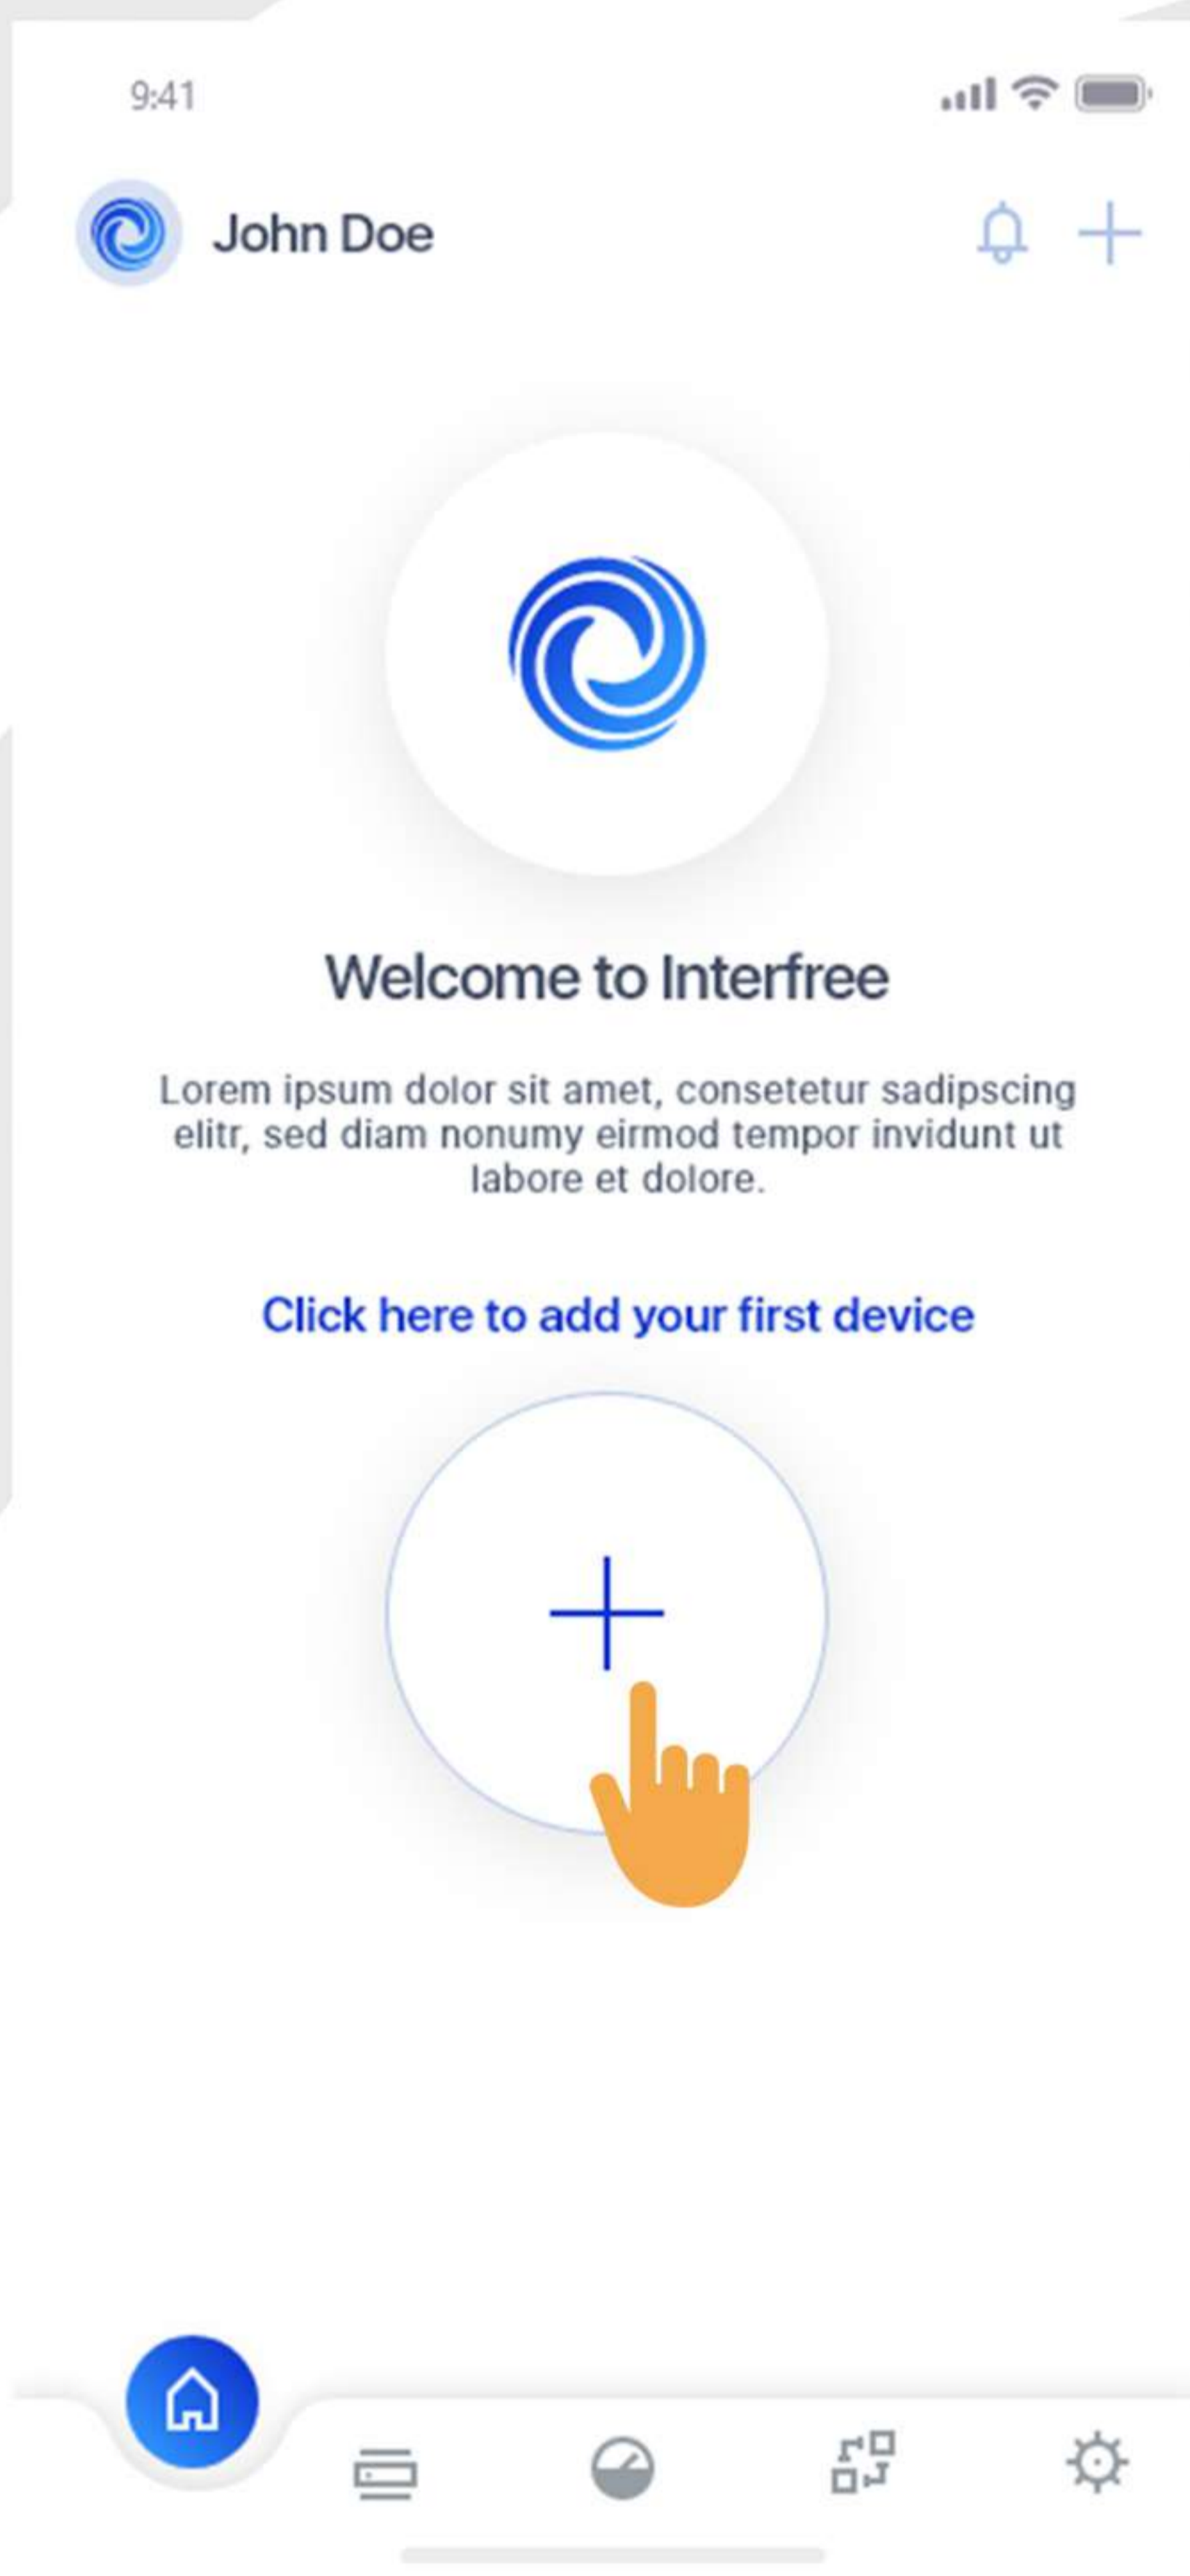 9:41
John Doe
Welcome to Interfree
Lorem ipsum dolor sit amet, consetetur sadipscing
elitr, sed diam nonumy eirmod tempor invidunt ut
labore et dolore.
Click here to add your first device